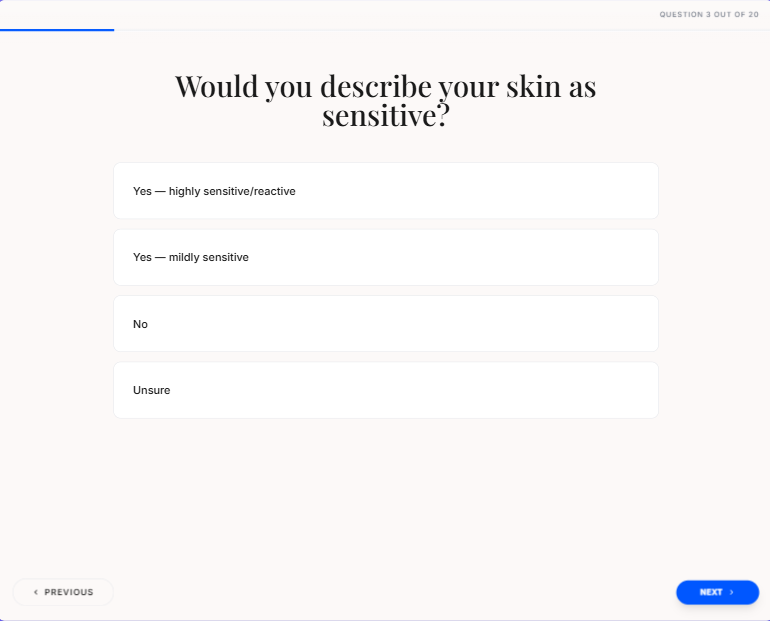 QUESTION 3 OUT OF 20
Would you describe your skin as
sensitive?
Yes — highly sensitive/reactive
Yes — mildly sensitive
No
Unsure
‹ PREVIOUS
NEXT ›